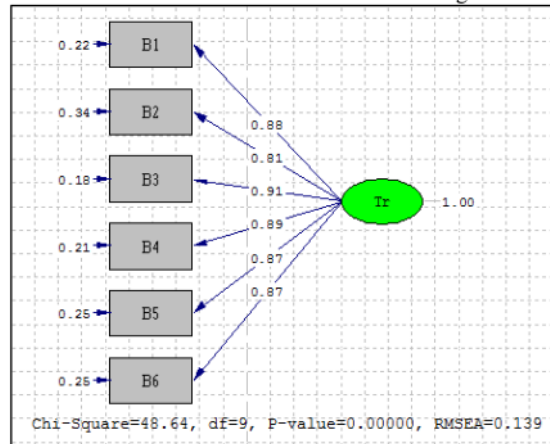 0.22 B1
0.88
0.34 B2
0.81
0.18 B3
0.91
Tr 1.00
0.21 B4
0.89
0.25 B5
0.87
0.87
0.25 B6
Chi-Square=48.64, df=9, P-value=0.00000, RMSEA=0.139